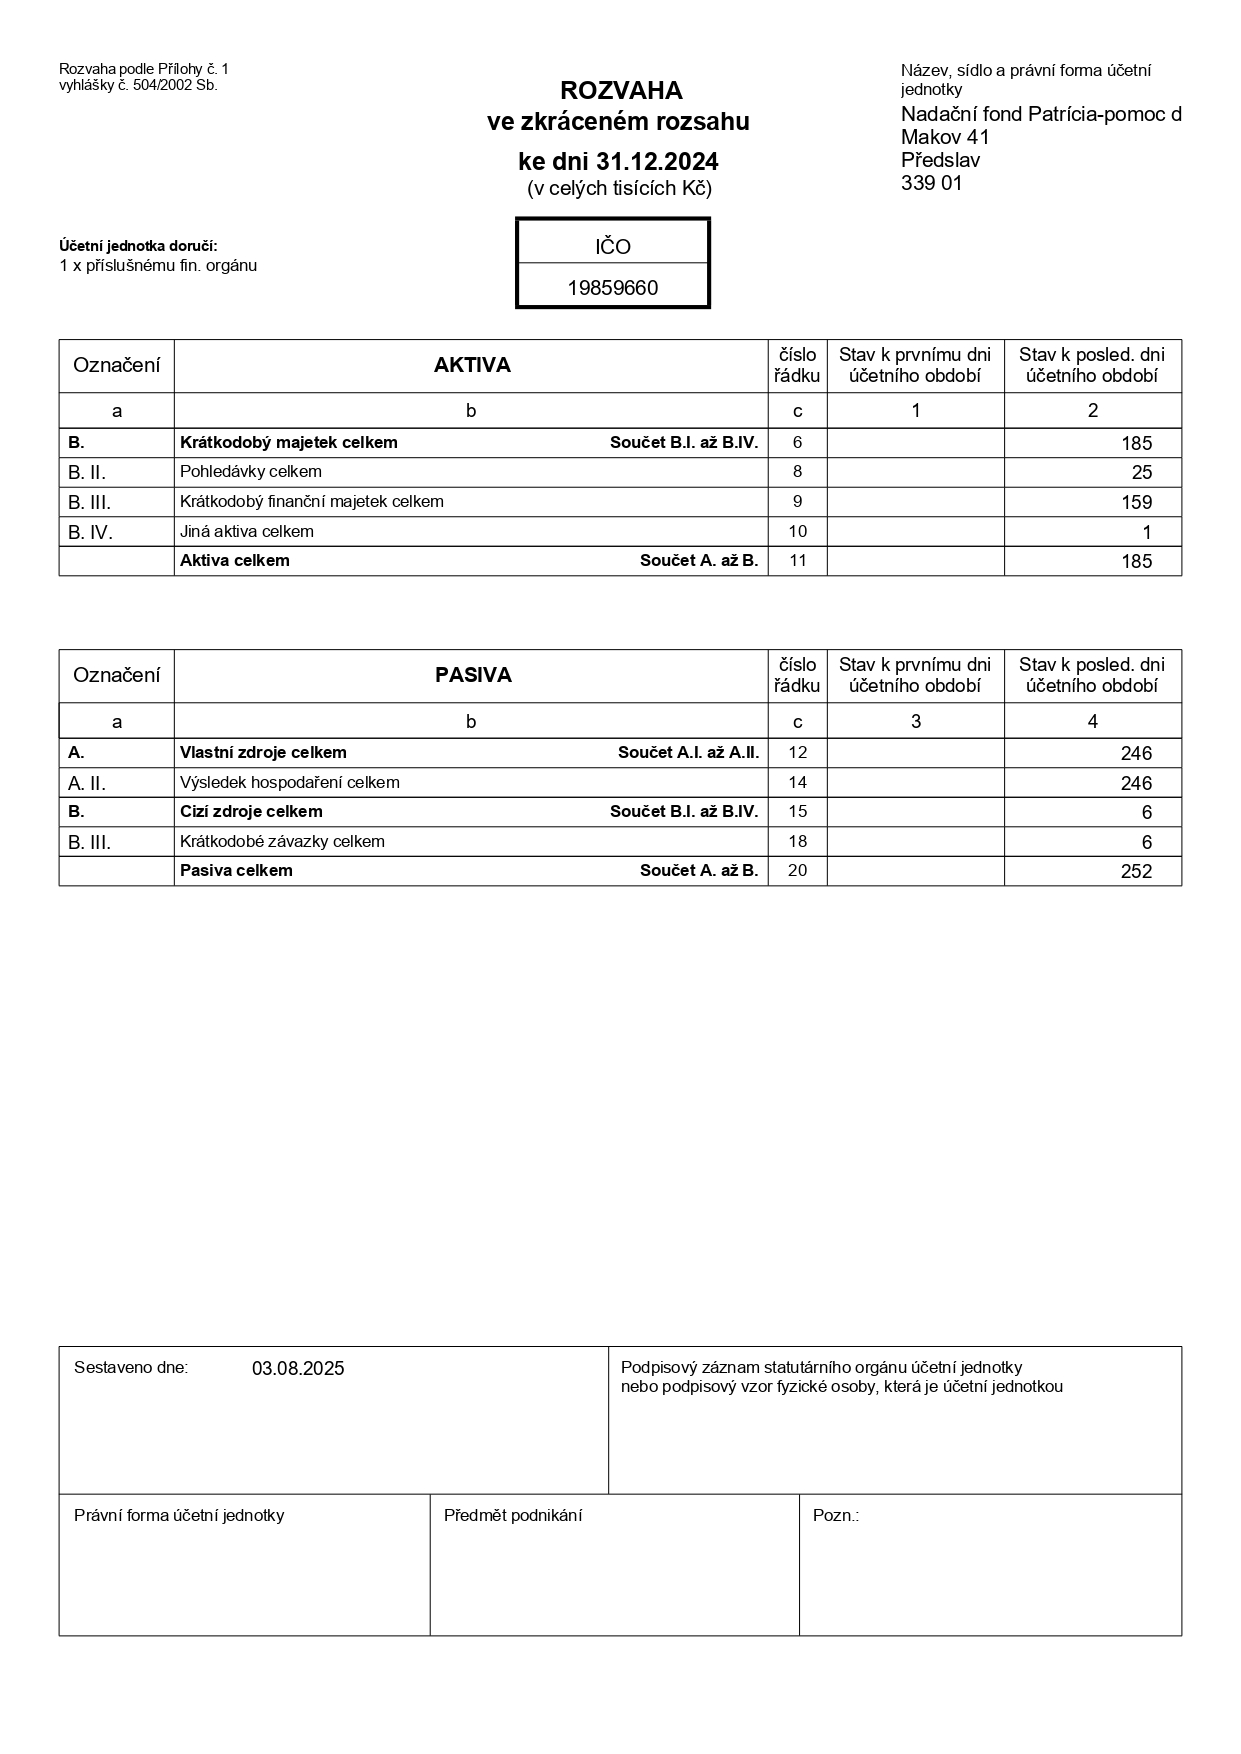 Rozvaha podle Přílohy č. 1
vyhlášky č. 504/2002 Sb.
ROZVAHA
ve zkráceném rozsahu
ke dni 31.12.2024
(v celých tisících Kč)
Název, sídlo a právní forma účetní
jednotky
Nadační fond Patrícia-pomoc d
Makov 41
Předslav
339 01
Účetní jednotka doručí:
1 x příslušnému fin. orgánu
IČO
19859660
Označení AKTIVA číslo řádku Stav k prvnímu dni účetního období Stav k posled. dni účetního období
a b c 1 2
B. Krátkodobý majetek celkem Součet B.I. až B.IV. 6 185
B. II. Pohledávky celkem 8 25
B. III. Krátkodobý finanční majetek celkem 9 159
B. IV. Jiná aktiva celkem 10 1
Aktiva celkem Součet A. až B. 11 185
Označení PASIVA číslo řádku Stav k prvnímu dni účetního období Stav k posled. dni účetního období
a b c 3 4
A. Vlastní zdroje celkem Součet A.I. až A.II. 12 246
A. II. Výsledek hospodaření celkem 14 246
B. Cizí zdroje celkem Součet B.I. až B.IV. 15 6
B. III. Krátkodobé závazky celkem 18 6
Pasiva celkem Součet A. až B. 20 252
Sestaveno dne: 03.08.2025
Podpisový záznam statutárního orgánu účetní jednotky
nebo podpisový vzor fyzické osoby, která je účetní jednotkou
Právní forma účetní jednotky
Předmět podnikání
Pozn.: